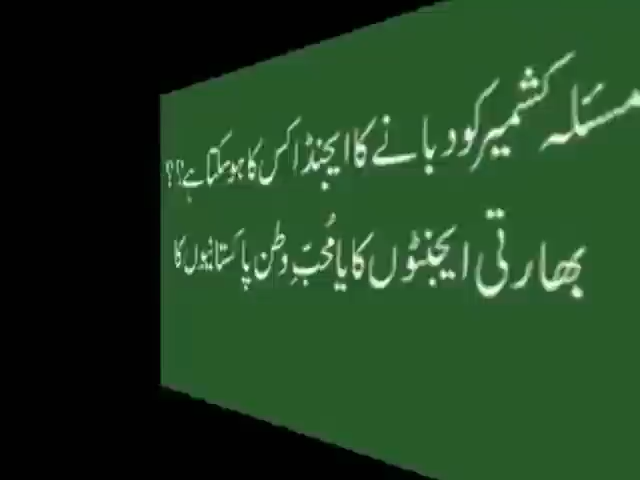 مسئلہ کشمیر کو دبانے کا ایجنڈا کس کا ہو سکتا ہے؟؟
بھارتی ایجنٹوں کا یا مُحبِّ وطن پاکستانیوں کا